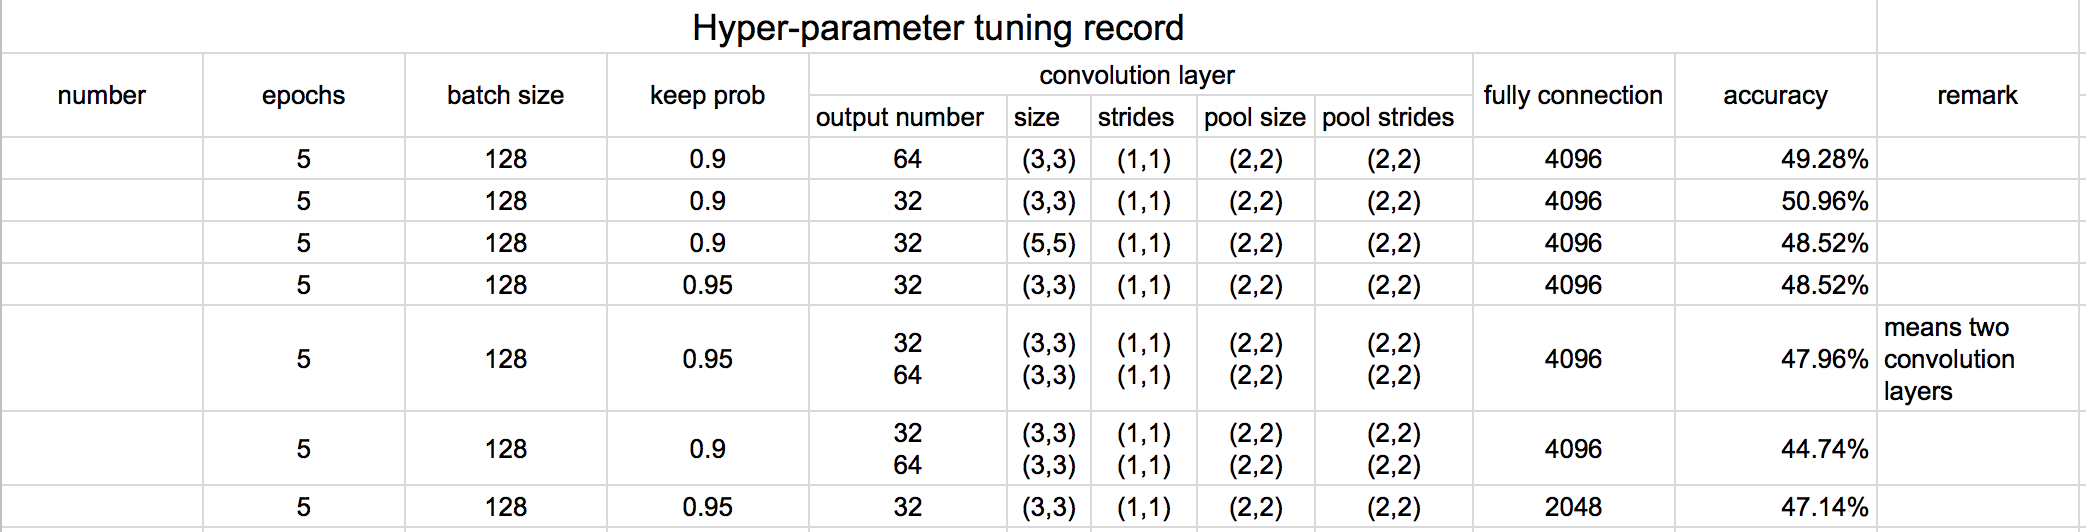 Hyper-parameter tuning record
number epochs batch size keep prob convolution layer fully connection accuracy remark
output number size strides pool size pool strides
5 128 0.9 64 (3,3) (1,1) (2,2) (2,2) 4096 49.28%
5 128 0.9 32 (3,3) (1,1) (2,2) (2,2) 4096 50.96%
5 128 0.9 32 (5,5) (1,1) (2,2) (2,2) 4096 48.52%
5 128 0.95 32 (3,3) (1,1) (2,2) (2,2) 4096 48.52%
5 128 0.95 32 (3,3) (1,1) (2,2) (2,2) 4096 47.96% means two
64 (3,3) (1,1) (2,2) (2,2) convolution
layers
5 128 0.9 32 (3,3) (1,1) (2,2) (2,2) 4096 44.74%
64 (3,3) (1,1) (2,2) (2,2)
5 128 0.95 32 (3,3) (1,1) (2,2) (2,2) 2048 47.14%